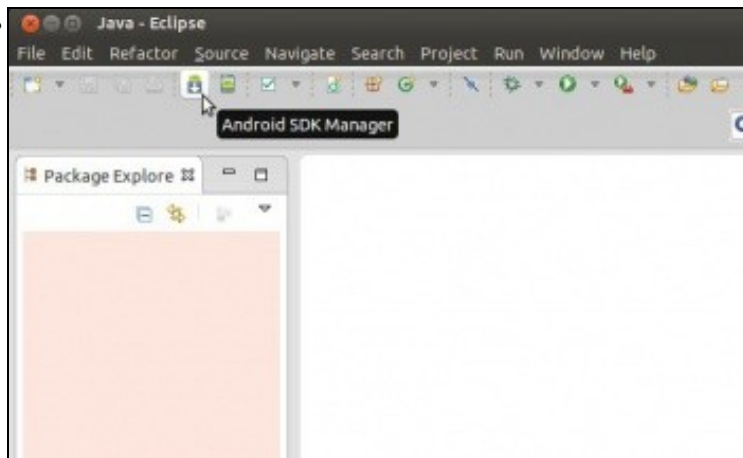 Java - Eclipse
File Edit Refactor Source Navigate Search Project Run Window Help
Android SDK Manager
Package Explore